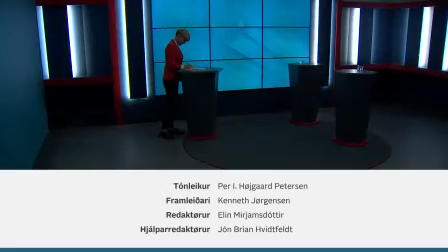 Tónleikur Per I. Højgaard Petersen
Framleiðari Kenneth Jørgensen
Redaktørur Elin Mirjamsdóttir
Hjálparredaktørur Jón Brian Hvidtfeldt